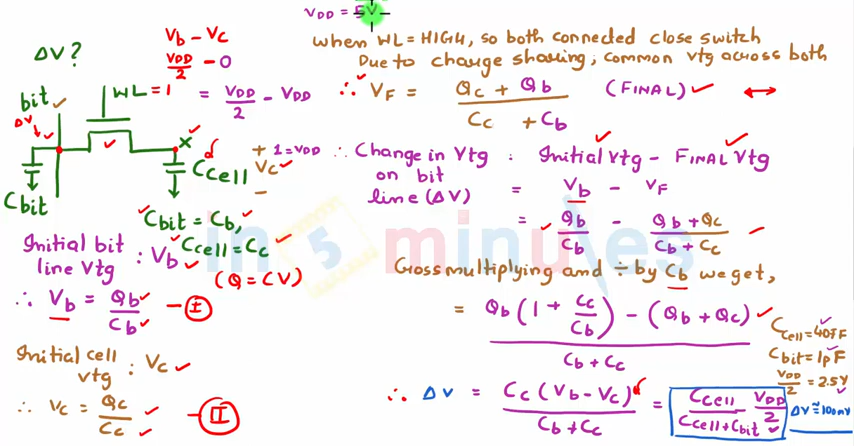 VDD = 5V
Vb - Vc
VDD/2 - 0
= VDD/2 - VDD
ΔV?
bit
WL = 1
ΔV
x
+ 1 = VDD
Vc
-
Ccell
Cbit
Cbit = Cb,
Ccell = Cc
(Q = CV)
Initial bit
line Vtg : Vb
∴ Vb = Qb/Cb - I
Initial cell
vtg : Vc
∴ Vc = Qc/Cc - II
when WL = HIGH, so both connected close switch
Due to charge sharing, common vtg across both
∴ VF = (Qc + Qb)/(Cc + Cb) (FINAL)
∴ Change in Vtg : Initial vtg - FINAL vtg
on bit = Vb - VF
line (ΔV)
= Qb/Cb - (Qb + Qc)/(Cb + Cc)
in 5 minutes
Cross multiplying and ÷ by Cb we get,
= (Qb(1 + Cc/Cb) - (Qb + Qc))/(Cb + Cc)
∴ ΔV = Cc(Vb - Vc)/(Cb + Cc) = Ccell/(Ccell + Cbit) VDD/2
Ccell = 40fF
Cbit = 1pF
VDD/2 = 2.5V
ΔV ≈ 100mV